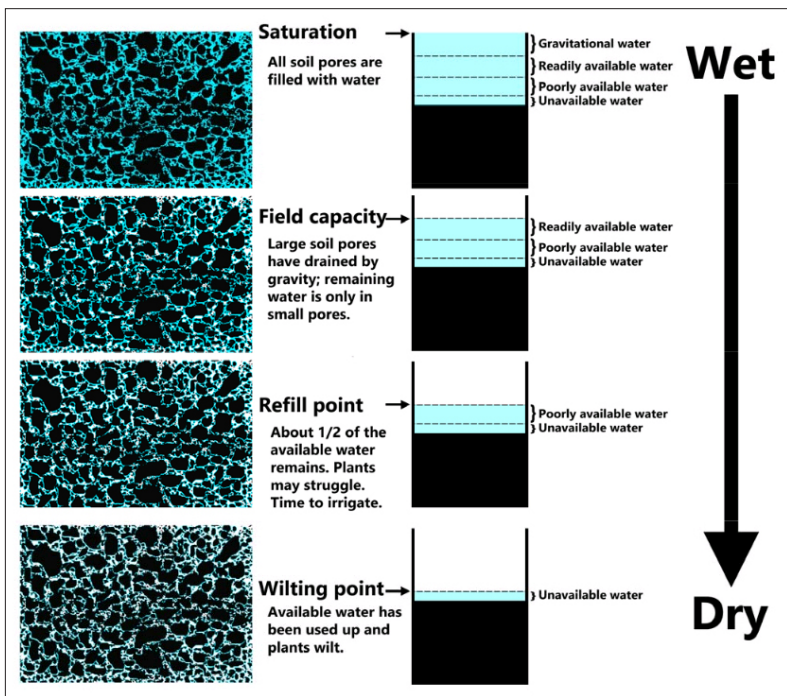 Saturation
All soil pores are
filled with water
Gravitational water
Readily available water
Poorly available water
Unavailable water
Wet
Field capacity
Large soil pores
have drained by
gravity; remaining
water is only in
small pores.
Readily available water
Poorly available water
Unavailable water
Refill point
About 1/2 of the
available water
remains. Plants
may struggle.
Time to irrigate.
Poorly available water
Unavailable water
Wilting point
Available water has
been used up and
plants wilt.
Unavailable water
Dry